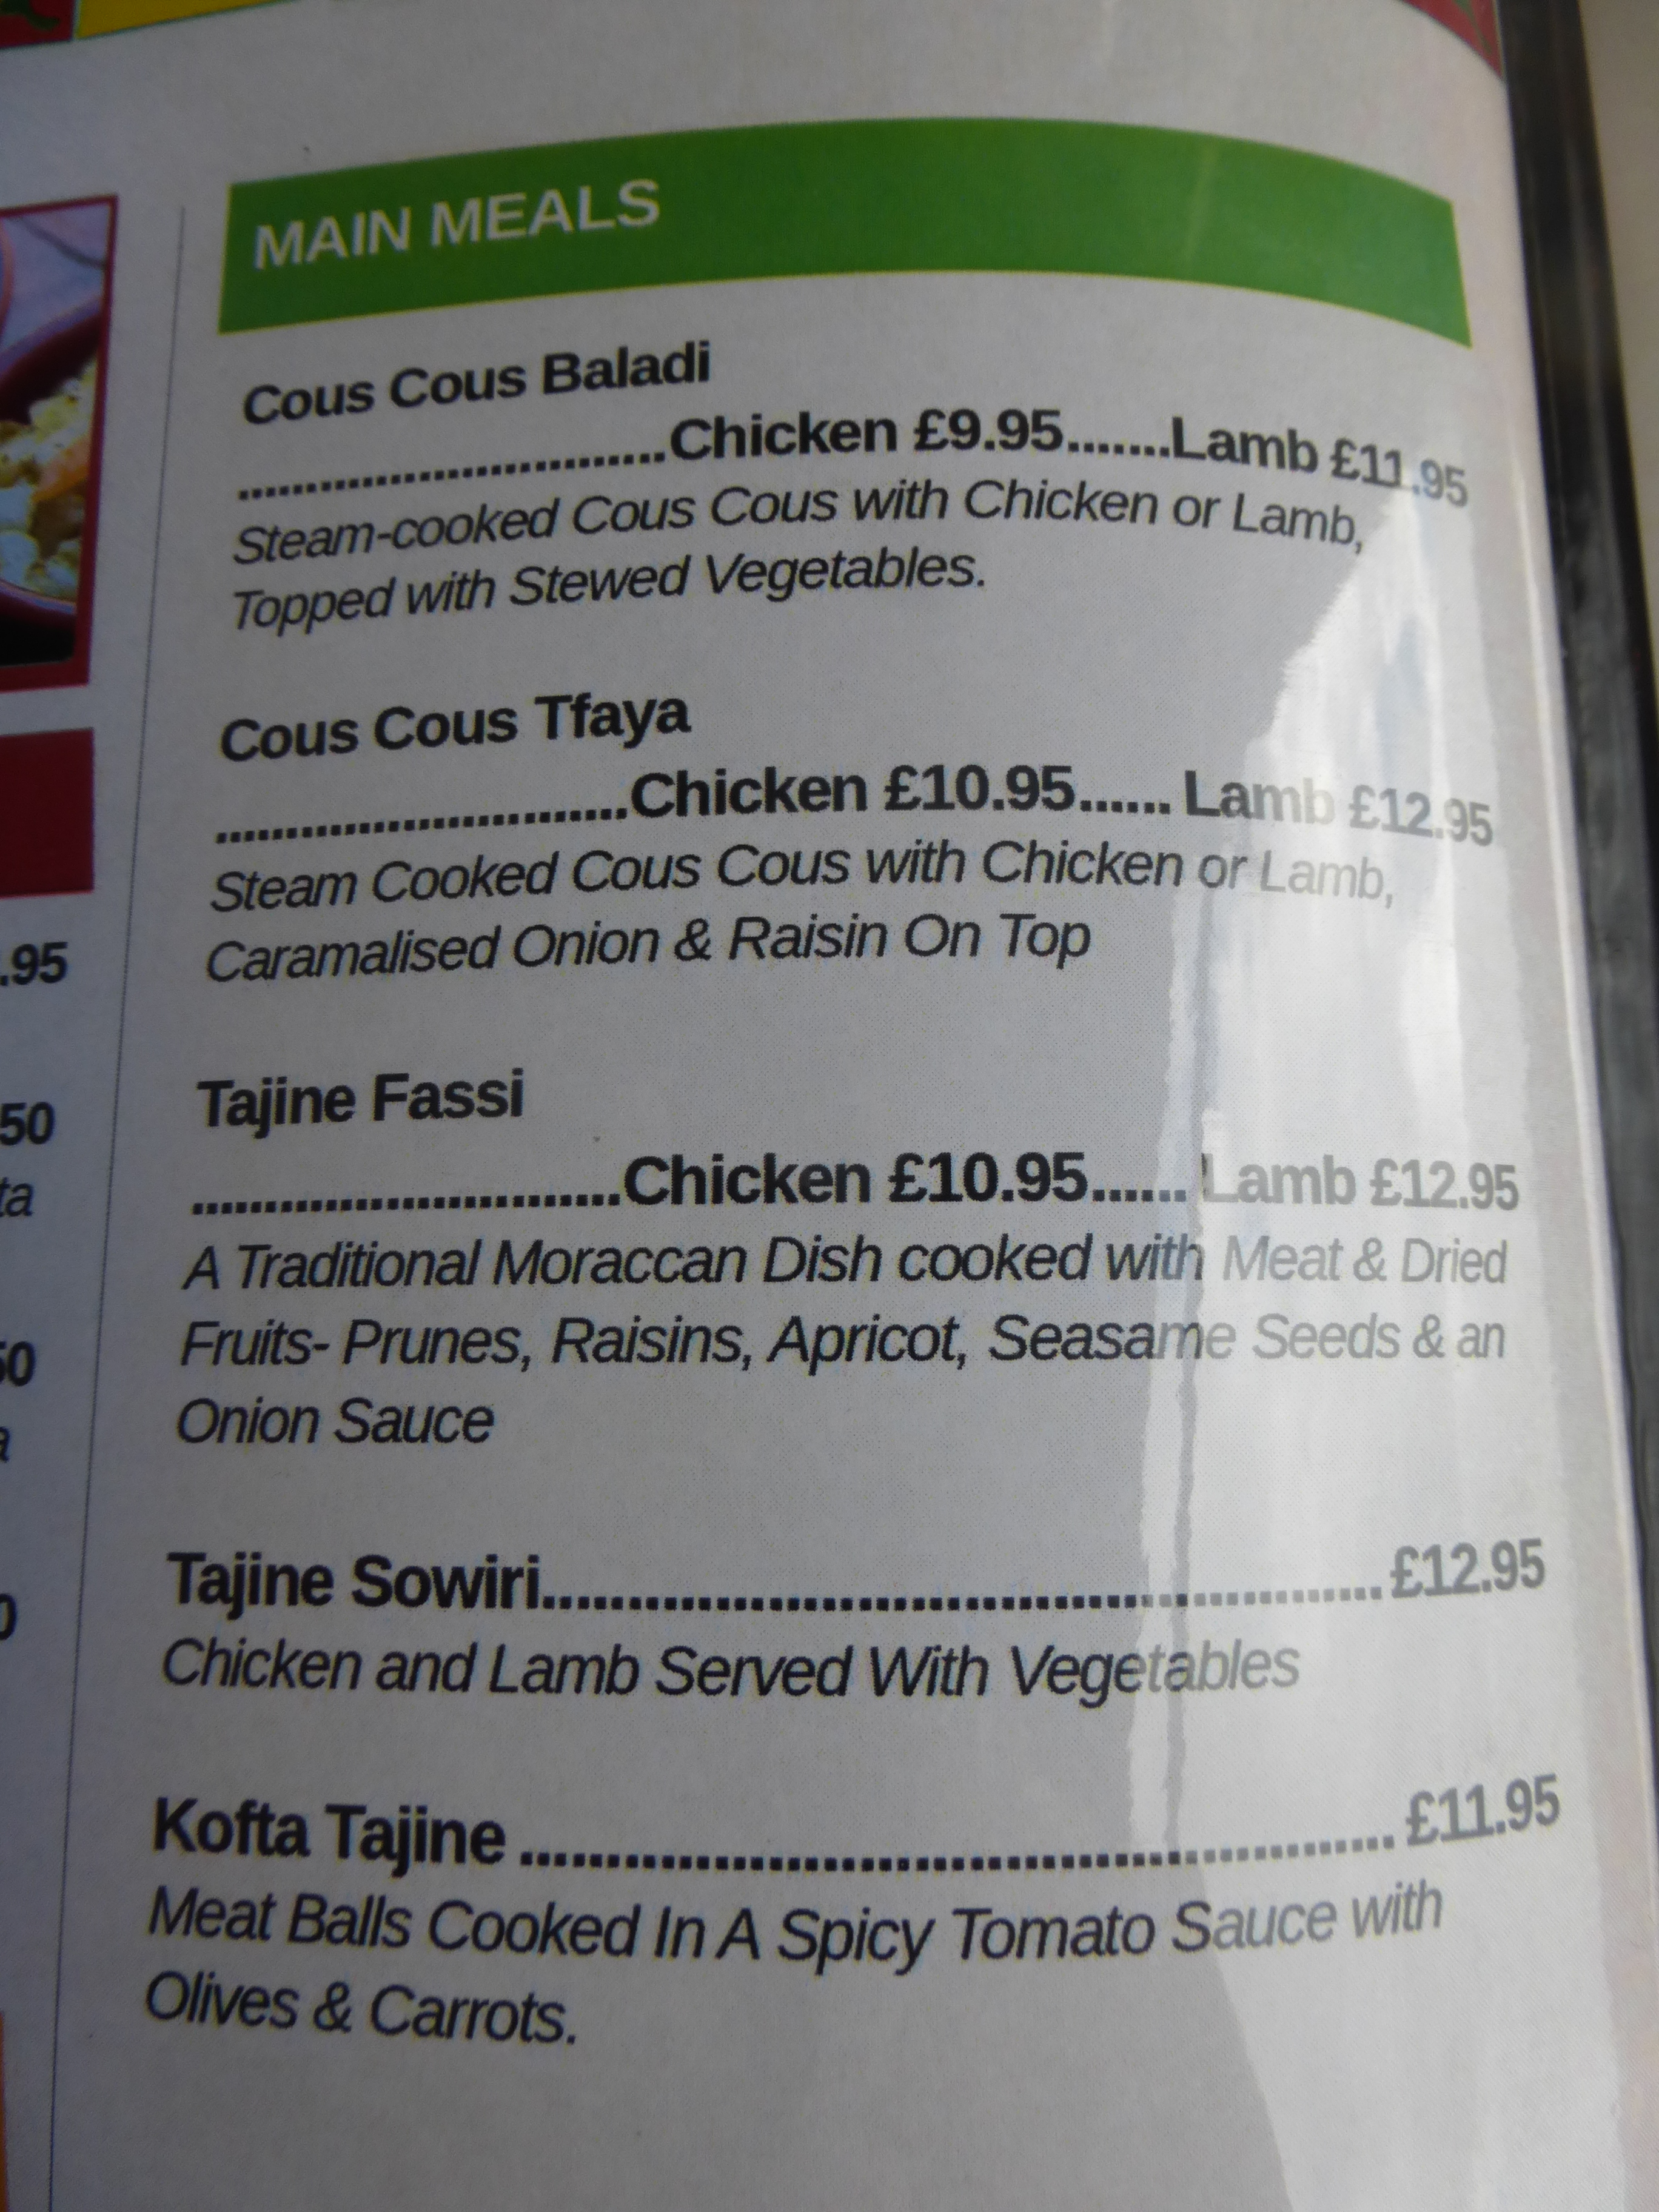 MAIN MEALS
Cous Cous Baladi
................................Chicken £9.95.......Lamb £11.95
Steam-cooked Cous Cous with Chicken or Lamb,
Topped with Stewed Vegetables.
Cous Cous Tfaya
..............................Chicken £10.95...... Lamb £12.95
Steam Cooked Cous Cous with Chicken or Lamb,
Caramalised Onion & Raisin On Top
Tajine Fassi
..............................Chicken £10.95...... Lamb £12.95
A Traditional Moraccan Dish cooked with Meat & Dried
Fruits- Prunes, Raisins, Apricot, Seasame Seeds & an
Onion Sauce
Tajine Sowiri....................................................£12.95
Chicken and Lamb Served With Vegetables
Kofta Tajine .................................................... £11.95
Meat Balls Cooked In A Spicy Tomato Sauce with
Olives & Carrots.
.95
50
ta